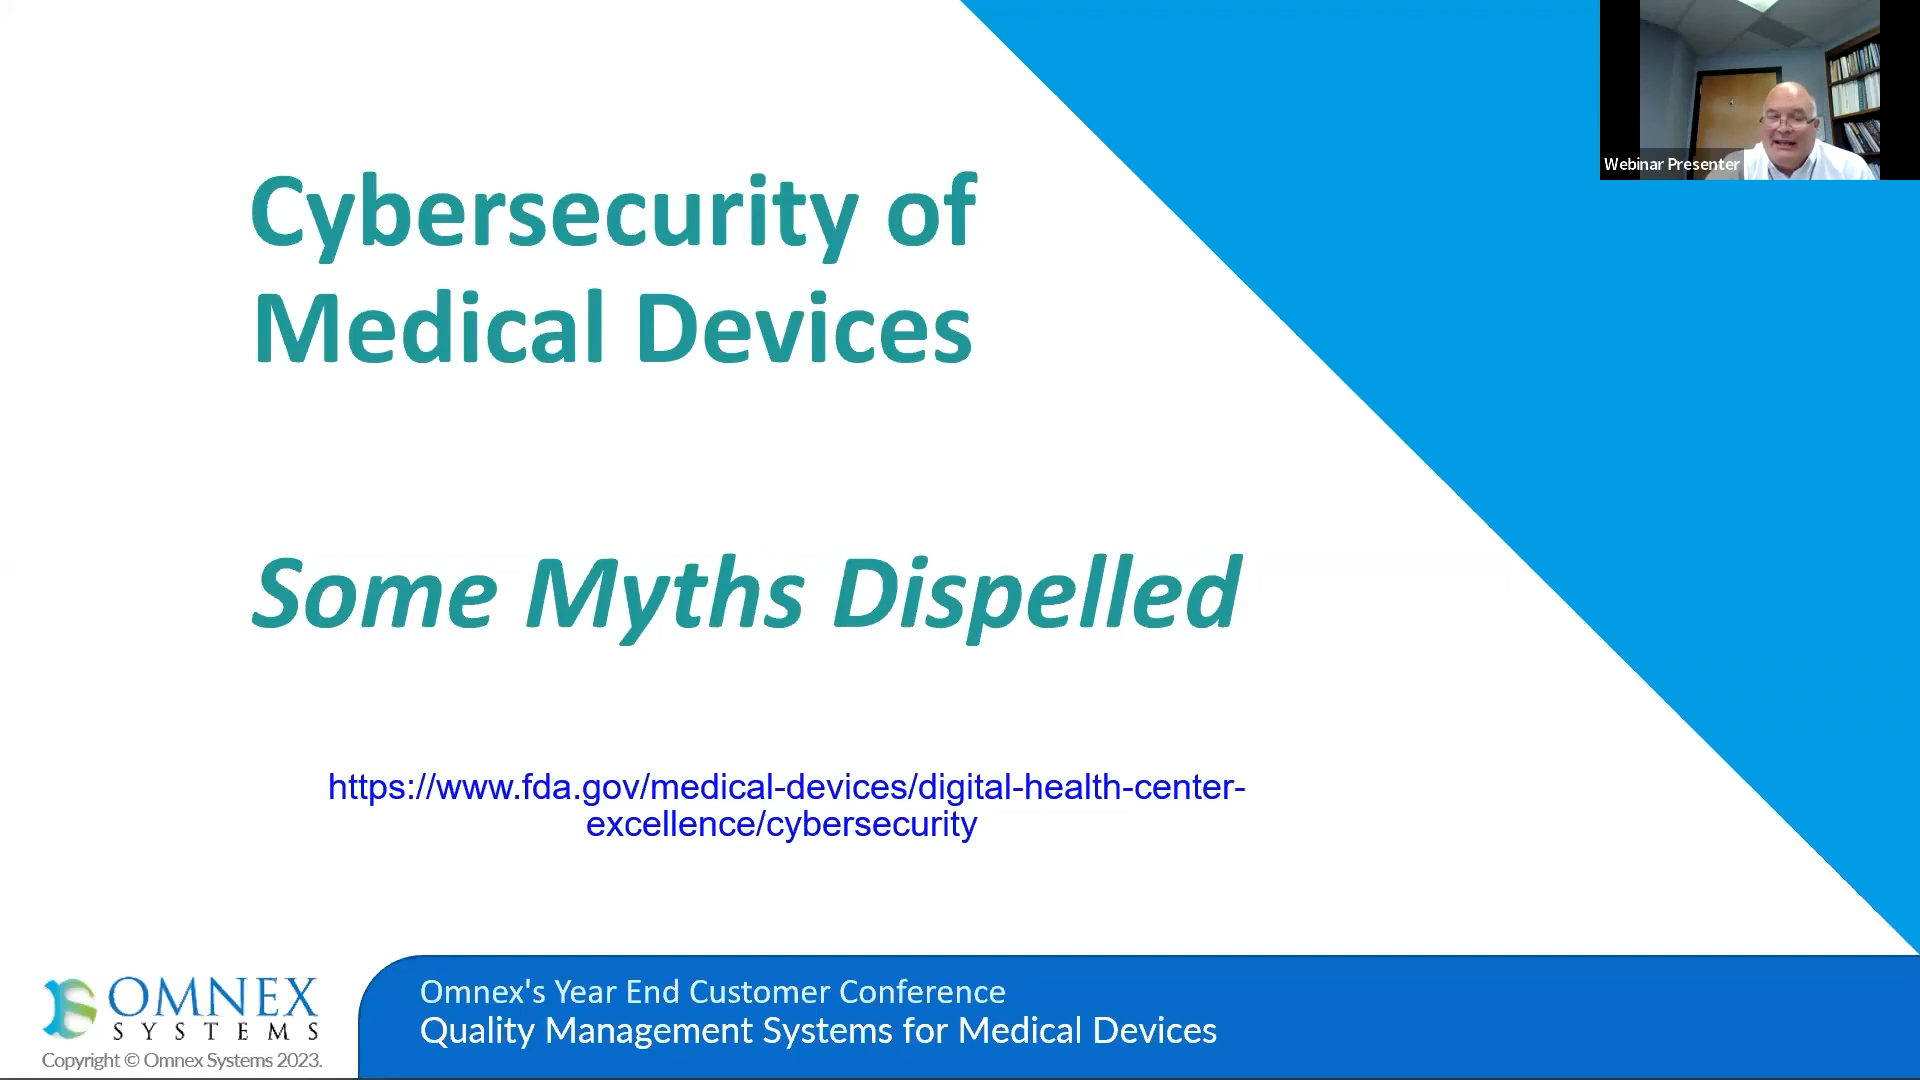 Webinar Presenter
Cybersecurity of
Medical Devices
Some Myths Dispelled
https://www.fda.gov/medical-devices/digital-health-center-
excellence/cybersecurity
OMNEX
SYSTEMS
Copyright © Omnex Systems 2023.
Omnex's Year End Customer Conference
Quality Management Systems for Medical Devices